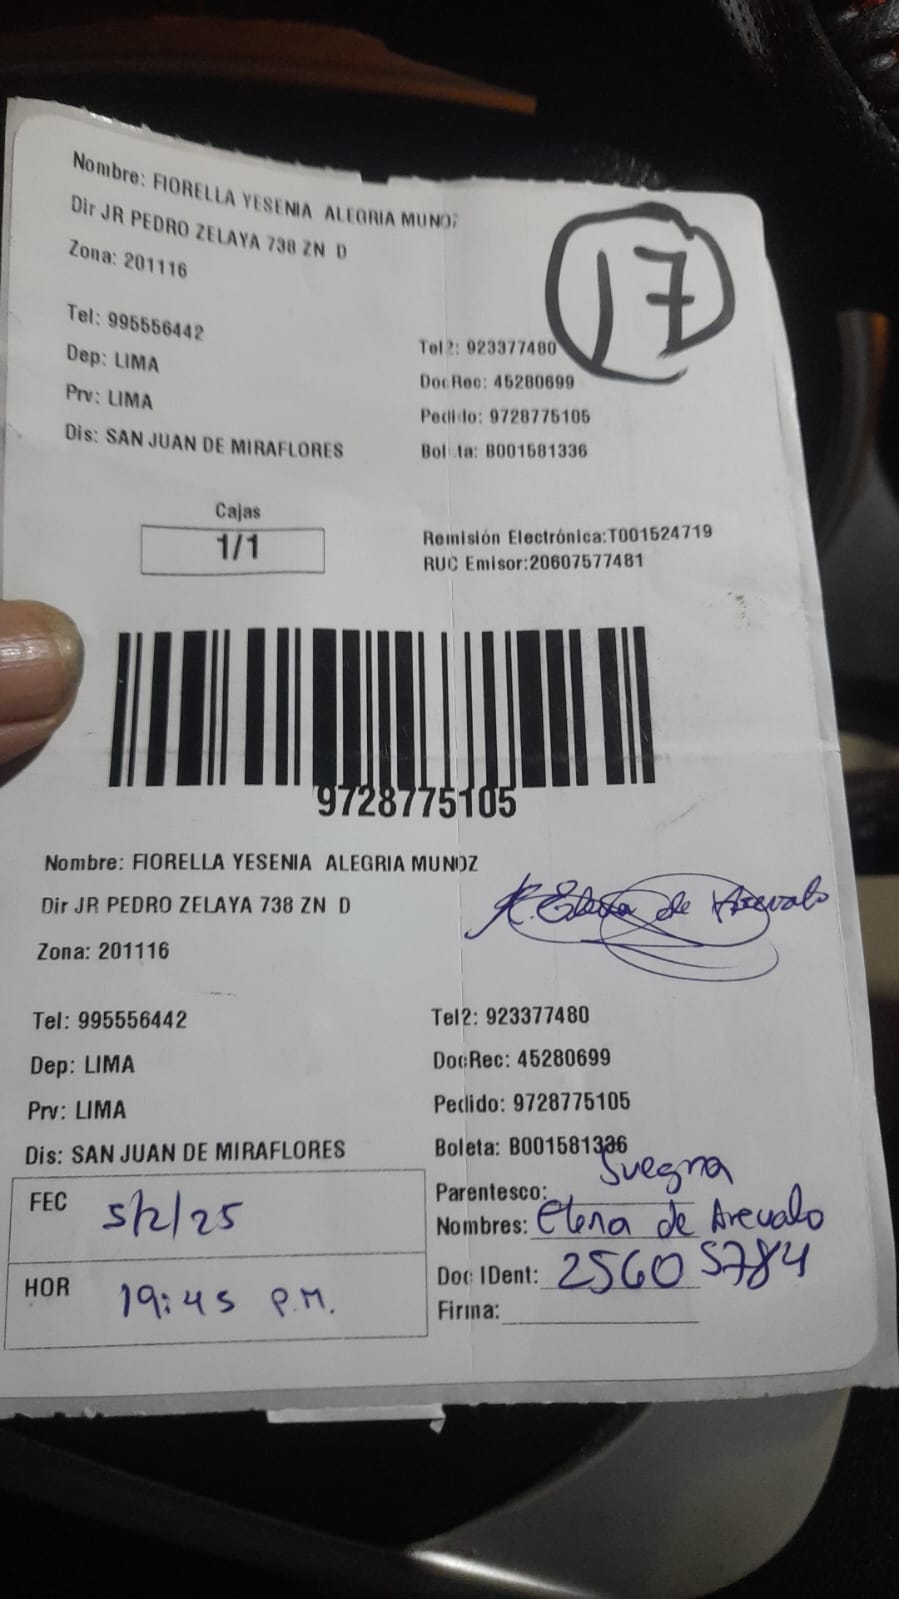 Nombre: FIORELLA YESENIA ALEGRIA MUNOZ
Dir JR PEDRO ZELAYA 738 ZN D
Zona: 201116
17
Tel: 995556442
Tel2: 923377480
Dep: LIMA
DocRec: 45280699
Prv: LIMA
Pedido: 9728775105
Dis: SAN JUAN DE MIRAFLORES
Boleta: B001581336
Cajas
1/1
Remisión Electrónica:T001524719
RUC Emisor:20607577481
9728775105
Nombre: FIORELLA YESENIA ALEGRIA MUNOZ
Dir JR PEDRO ZELAYA 738 ZN D
Elena de Arevalo
Zona: 201116
Tel: 995556442
Tel2: 923377480
Dep: LIMA
DocRec: 45280699
Prv: LIMA
Pedido: 9728775105
Dis: SAN JUAN DE MIRAFLORES
Boleta: B001581336
FEC 5/2/25
Parentesco: Suegra
Nombres: Elena de Arevalo
HOR 19:45 P.M.
Doc IDent: 25605784
Firma: